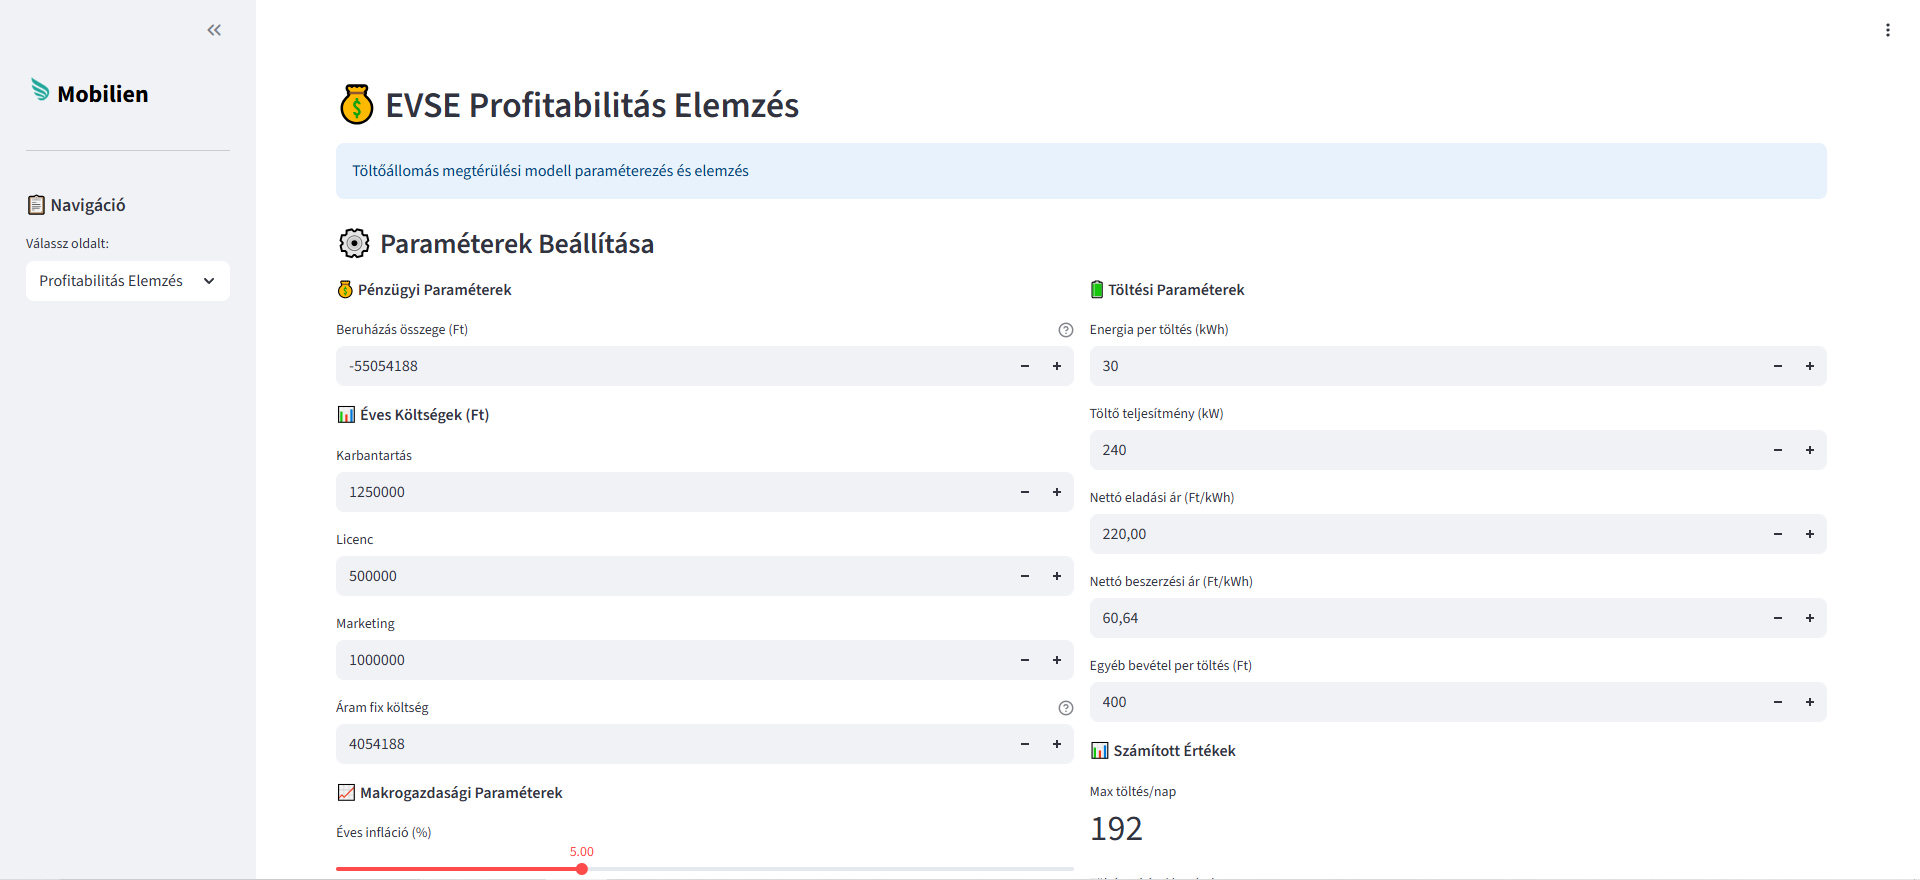 Mobilien
Navigáció
Válassz oldalt:
Profitabilitás Elemzés
EVSE Profitabilitás Elemzés
Töltőállomás megtérülési modell paraméterezés és elemzés
Paraméterek Beállítása
Pénzügyi Paraméterek
Beruházás összege (Ft)
-55054188
Éves Költségek (Ft)
Karbantartás
1250000
Licenc
500000
Marketing
1000000
Áram fix költség
4054188
Makrogazdasági Paraméterek
Éves infláció (%)
5.00
Töltési Paraméterek
Energia per töltés (kWh)
30
Töltő teljesítmény (kW)
240
Nettó eladási ár (Ft/kWh)
220,00
Nettó beszerzési ár (Ft/kWh)
60,64
Egyéb bevétel per töltés (Ft)
400
Számított Értékek
Max töltés/nap
192